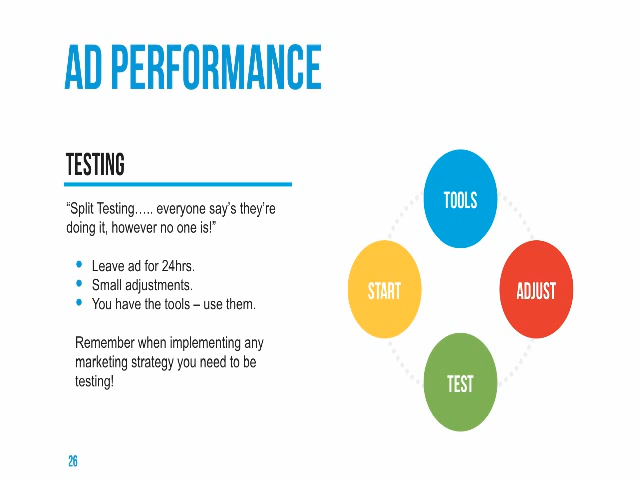 AD PERFORMANCE
TESTING
“Split Testing….. everyone say’s they’re
doing it, however no one is!”
• Leave ad for 24hrs.
• Small adjustments.
• You have the tools – use them.
Remember when implementing any
marketing strategy you need to be
testing!
TOOLS
START
ADJUST
TEST
26